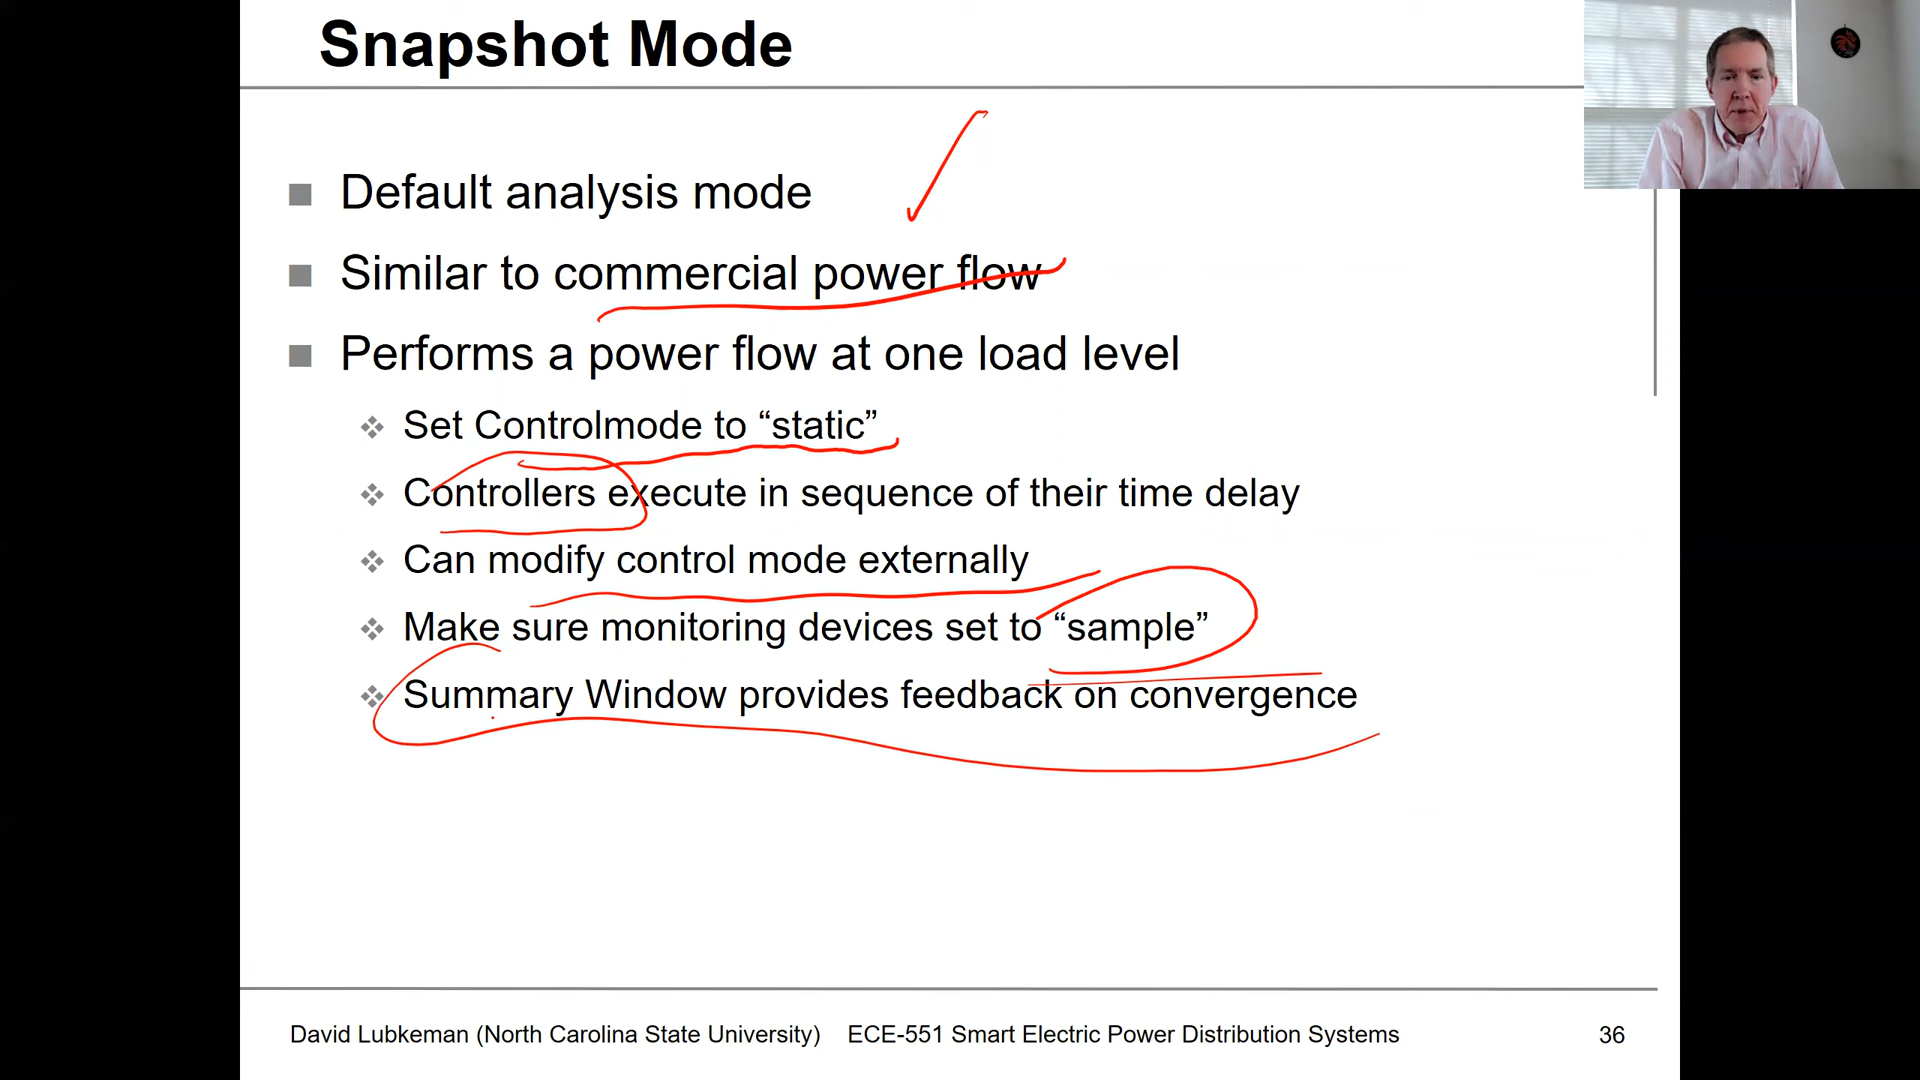 Snapshot Mode
Default analysis mode
Similar to commercial power flow
Performs a power flow at one load level
Set Controlmode to “static”
Controllers execute in sequence of their time delay
Can modify control mode externally
Make sure monitoring devices set to “sample”
Summary Window provides feedback on convergence
David Lubkeman (North Carolina State University) ECE-551 Smart Electric Power Distribution Systems 36